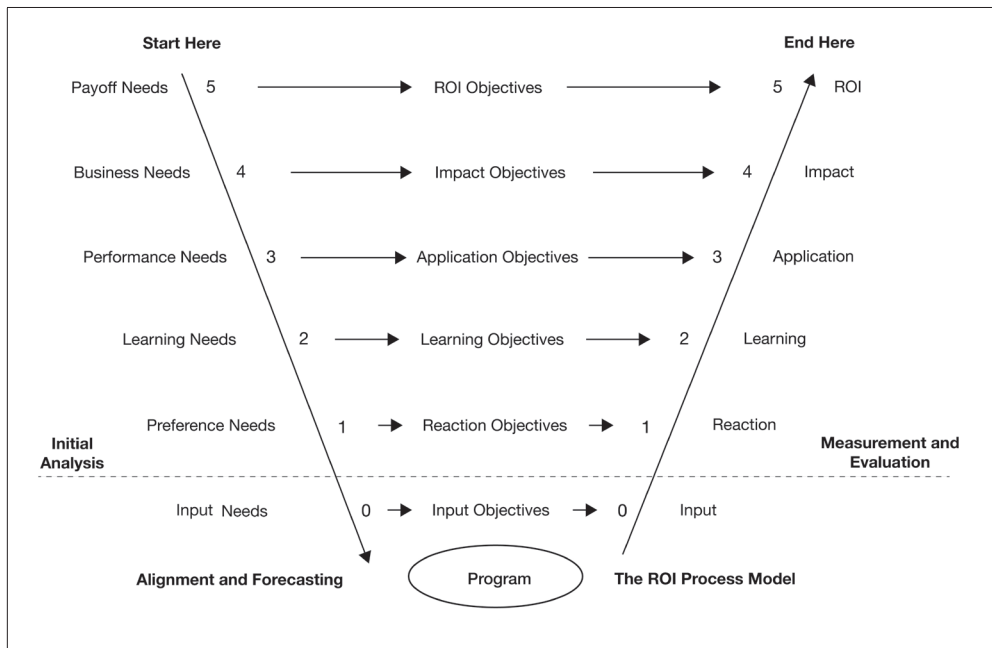 Start Here End Here
Payoff Needs 5 ROI Objectives 5 ROI
Business Needs 4 Impact Objectives 4 Impact
Performance Needs 3 Application Objectives 3 Application
Learning Needs 2 Learning Objectives 2 Learning
Preference Needs 1 Reaction Objectives 1 Reaction
Initial
Analysis
Measurement and
Evaluation
Input Needs 0 Input Objectives 0 Input
Alignment and Forecasting Program The ROI Process Model